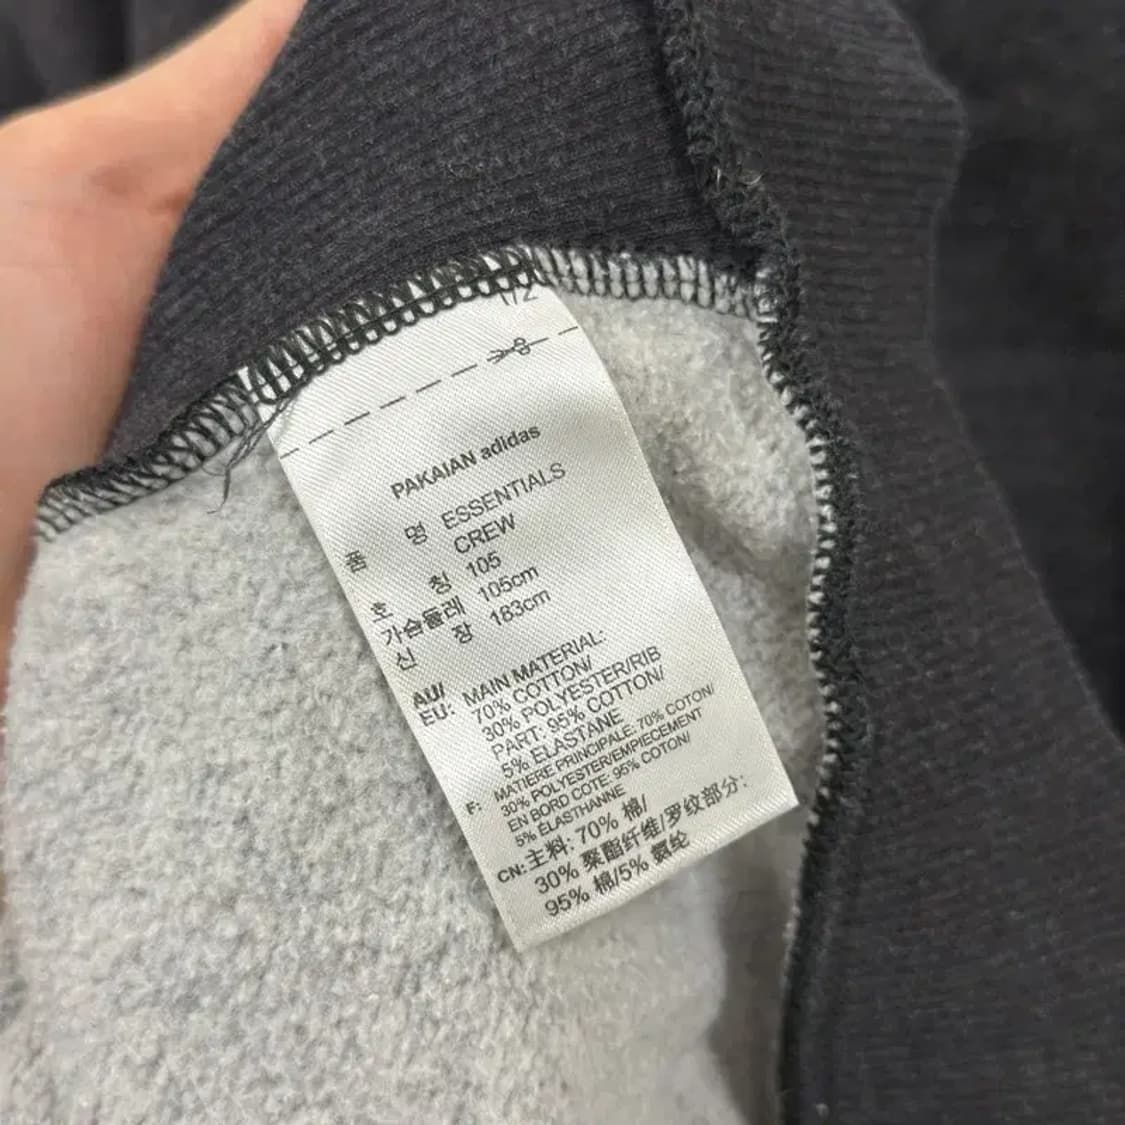 1/2
PAKAIAN adidas
품 명 ESSENTIALS
CREW
호 칭 105
가슴둘레 105cm
신 장 183cm
AU/
EU: MAIN MATERIAL:
70% COTTON/
30% POLYESTER/RIB
PART: 95% COTTON/
5% ELASTANE
F: MATIERE PRINCIPALE: 70% COTON/
30% POLYESTER/EMPIECEMENT
EN BORD COTE: 95% COTON/
5% ÉLASTHANNE
CN: 主料: 70% 棉/
30% 聚酯纤维/罗纹部分:
95% 棉/5% 氨纶